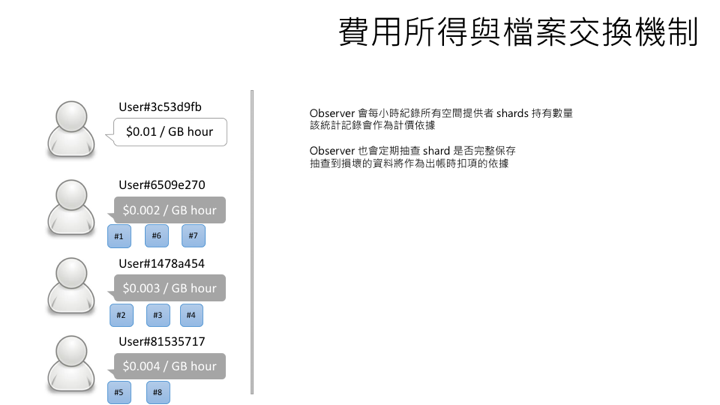 費用所得與檔案交換機制
User#3c53d9fb
$0.01 / GB hour
User#6509e270
$0.002 / GB hour
#1 #6 #7
User#1478a454
$0.003 / GB hour
#2 #3 #4
User#81535717
$0.004 / GB hour
#5 #8
Observer 會每小時紀錄所有空間提供者 shards 持有數量
該統計記錄會作為計價依據
Observer 也會定期抽查 shard 是否完整保存
抽查到損壞的資料將作為出帳時扣項的依據